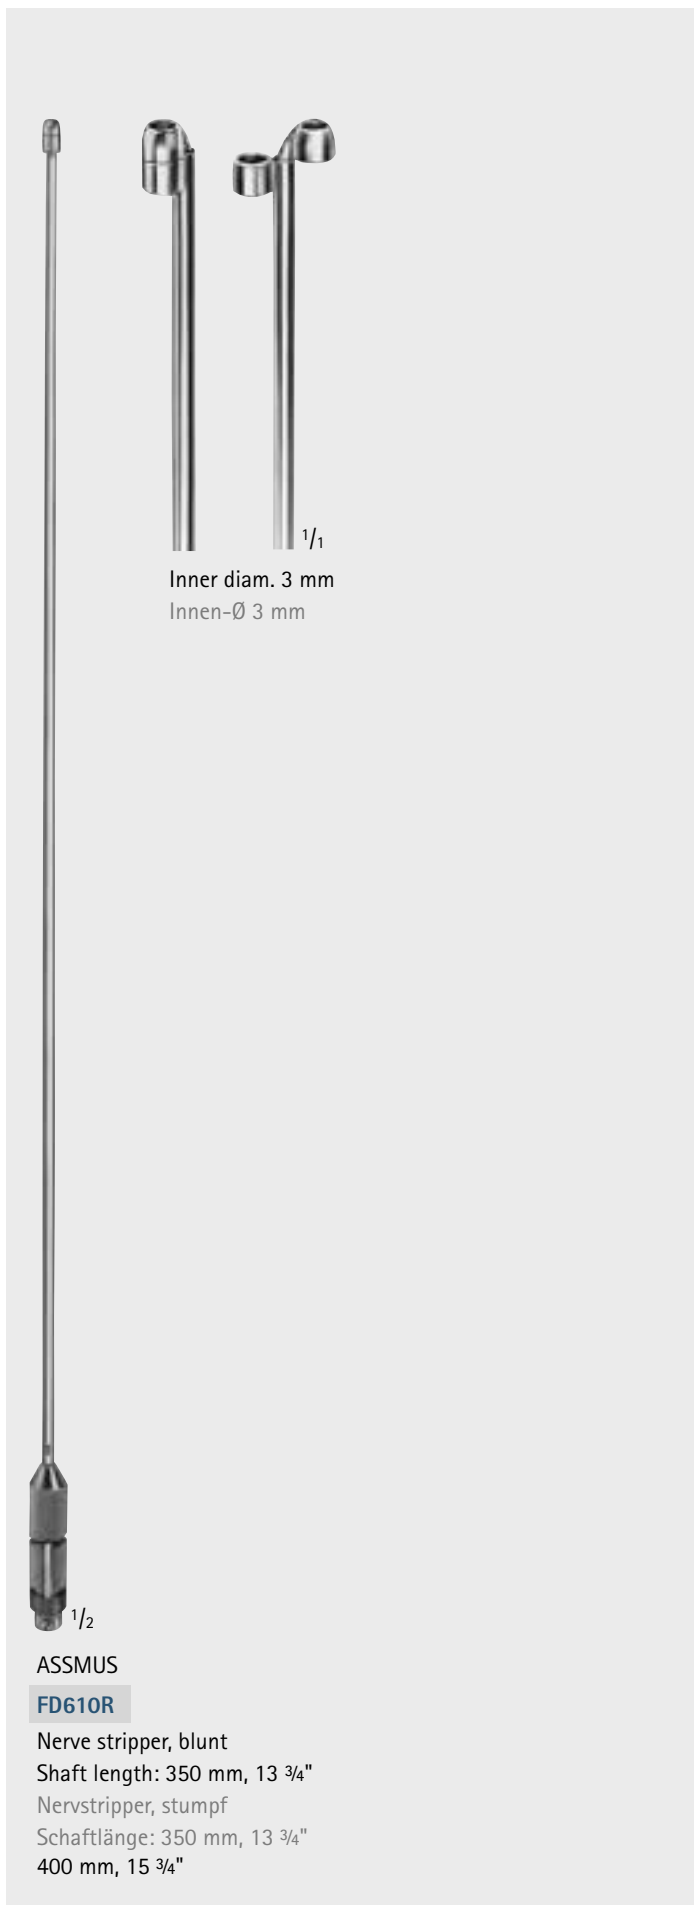 1/1
Inner diam. 3 mm
Innen-Ø 3 mm
1/2
ASSMUS
FD610R
Nerve stripper, blunt
Shaft length: 350 mm, 13 3/4"
Nervstripper, stumpf
Schaftlänge: 350 mm, 13 3/4"
400 mm, 15 3/4"